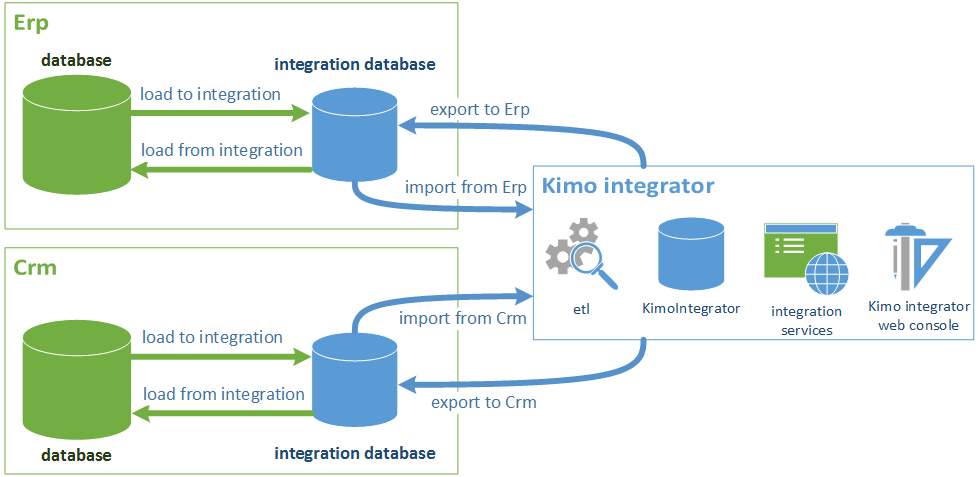 Erp
database
integration database
load to integration
load from integration
export to Erp
import from Erp
Kimo integrator
etl
KimoIntegrator
integration
services
Kimo integrator
web console
Crm
load to integration
load from integration
import from Crm
export to Crm
database
integration database